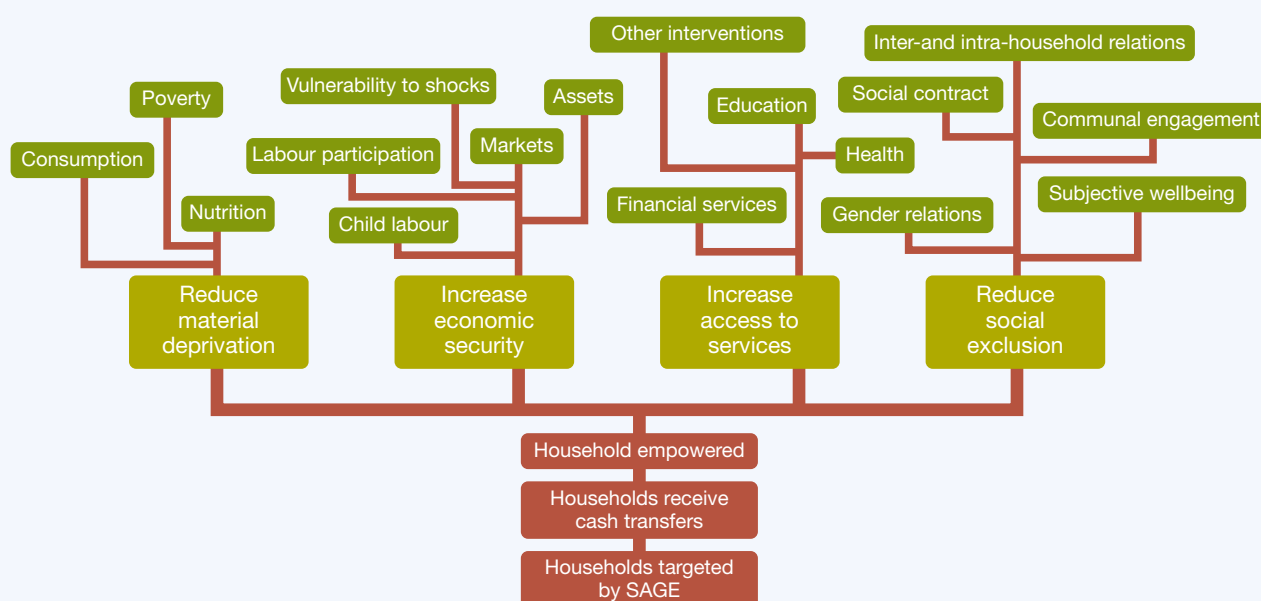 Other interventions
Inter-and intra-household relations
Vulnerability to shocks
Assets
Social contract
Poverty
Education
Communal engagement
Markets
Consumption
Labour participation
Health
Subjective wellbeing
Nutrition
Financial services
Gender relations
Child labour
Reduce
material
deprivation
Increase
economic
security
Increase
access to
services
Reduce
social
exclusion
Household empowered
Households receive
cash transfers
Households targeted
by SAGE